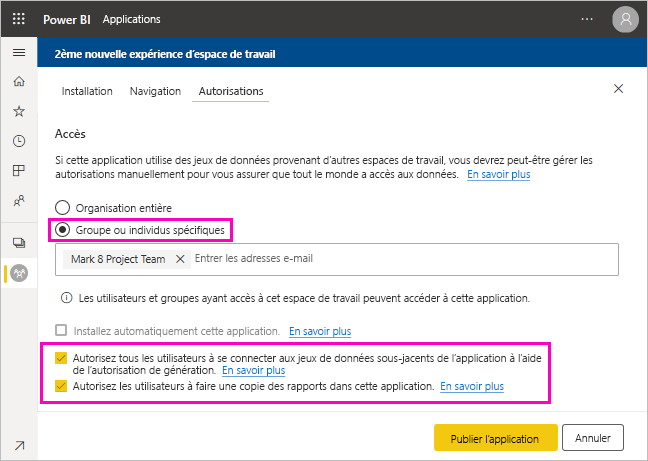 Power BI Applications
2ème nouvelle expérience d'espace de travail
Installation Navigation Autorisations
Accès
Si cette application utilise des jeux de données provenant d'autres espaces de travail, vous devrez peut-être gérer les
autorisations manuellement pour vous assurer que tout le monde a accès aux données. En savoir plus
Organisation entière
Groupe ou individus spécifiques
Mark 8 Project Team Entrer les adresses e-mail
Les utilisateurs et groupes ayant accès à cet espace de travail peuvent accéder à cette application.
Installez automatiquement cette application. En savoir plus
Autorisez tous les utilisateurs à se connecter aux jeux de données sous-jacents de l'application à l'aide
de l'autorisation de génération. En savoir plus
Autorisez les utilisateurs à faire une copie des rapports dans cette application. En savoir plus
Publier l'application Annuler